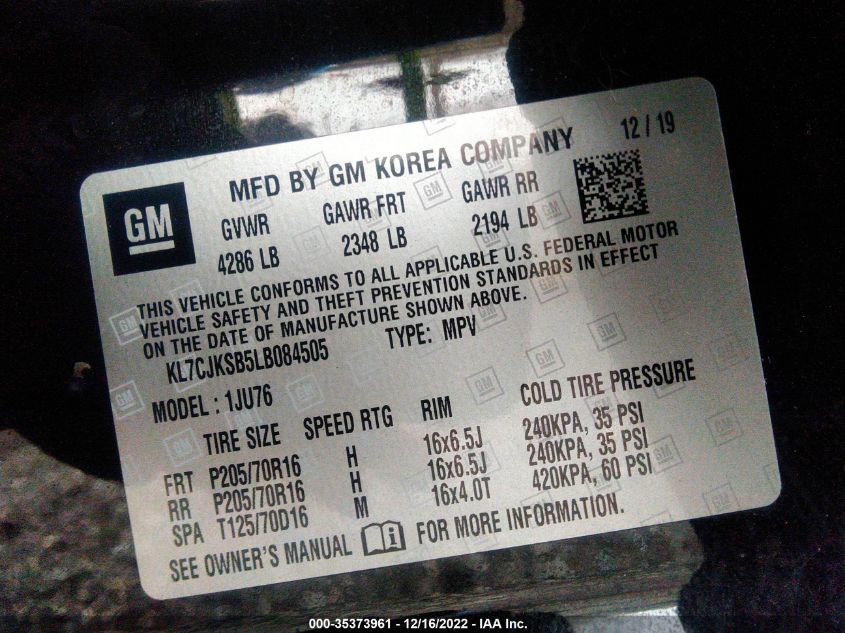 GM
MFD BY GM KOREA COMPANY 12 / 19
GVWR GAWR FRT GAWR RR
4286 LB 2348 LB 2194 LB
THIS VEHICLE CONFORMS TO ALL APPLICABLE U.S. FEDERAL MOTOR
VEHICLE SAFETY AND THEFT PREVENTION STANDARDS IN EFFECT
ON THE DATE OF MANUFACTURE SHOWN ABOVE.
KL7CJKSB5LB084505 TYPE: MPV
MODEL : 1JU76
TIRE SIZE SPEED RTG RIM COLD TIRE PRESSURE
FRT P205/70R16 H 16x6.5J 240KPA, 35 PSI
RR P205/70R16 H 16x6.5J 240KPA, 35 PSI
SPA T125/70D16 M 16x4.0T 420KPA, 60 PSI
SEE OWNER'S MANUAL FOR MORE INFORMATION.
000-35373961 - 12/16/2022 - IAA Inc.